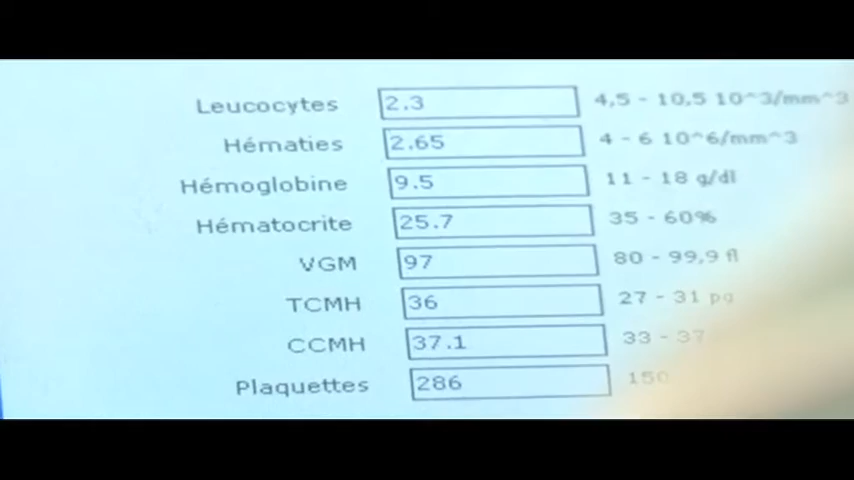 Leucocytes 2.3 4,5 - 10,5 10^3/mm^3
Hématies 2.65 4 - 6 10^6/mm^3
Hémoglobine 9.5 11 - 18 g/dl
Hématocrite 25.7 35 - 60%
VGM 97 80 - 99,9 fl
TCMH 36 27 - 31 pg
CCMH 37.1 33 - 37
Plaquettes 286 150